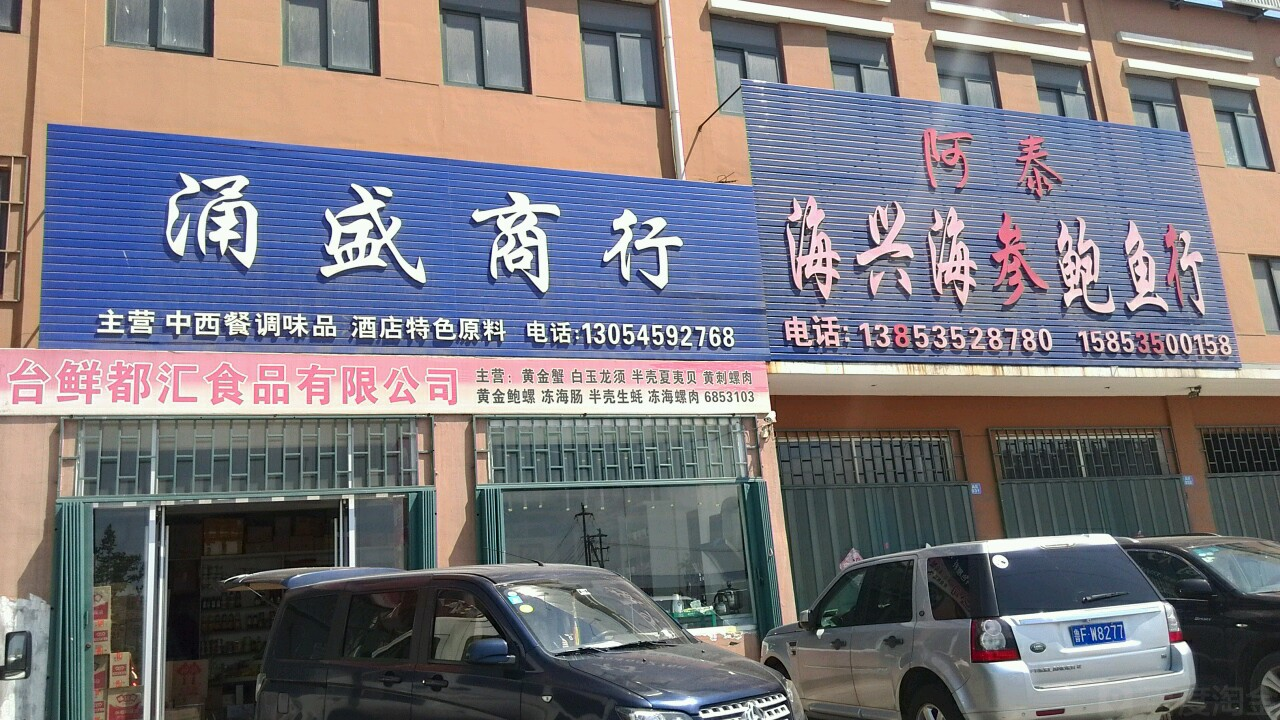 涌盛商行
主营 中西餐调味品 酒店特色原料 电话:13054592768
台鲜都汇食品有限公司
主营：黄金蟹 白玉龙须 半壳夏夷贝 黄刺螺肉
黄金鲍螺 冻海肠 半壳生蚝 冻海螺肉 6853103
阿泰
海兴海参鲍鱼行
电话: 13853528780 15853500158
鲁F·W8277